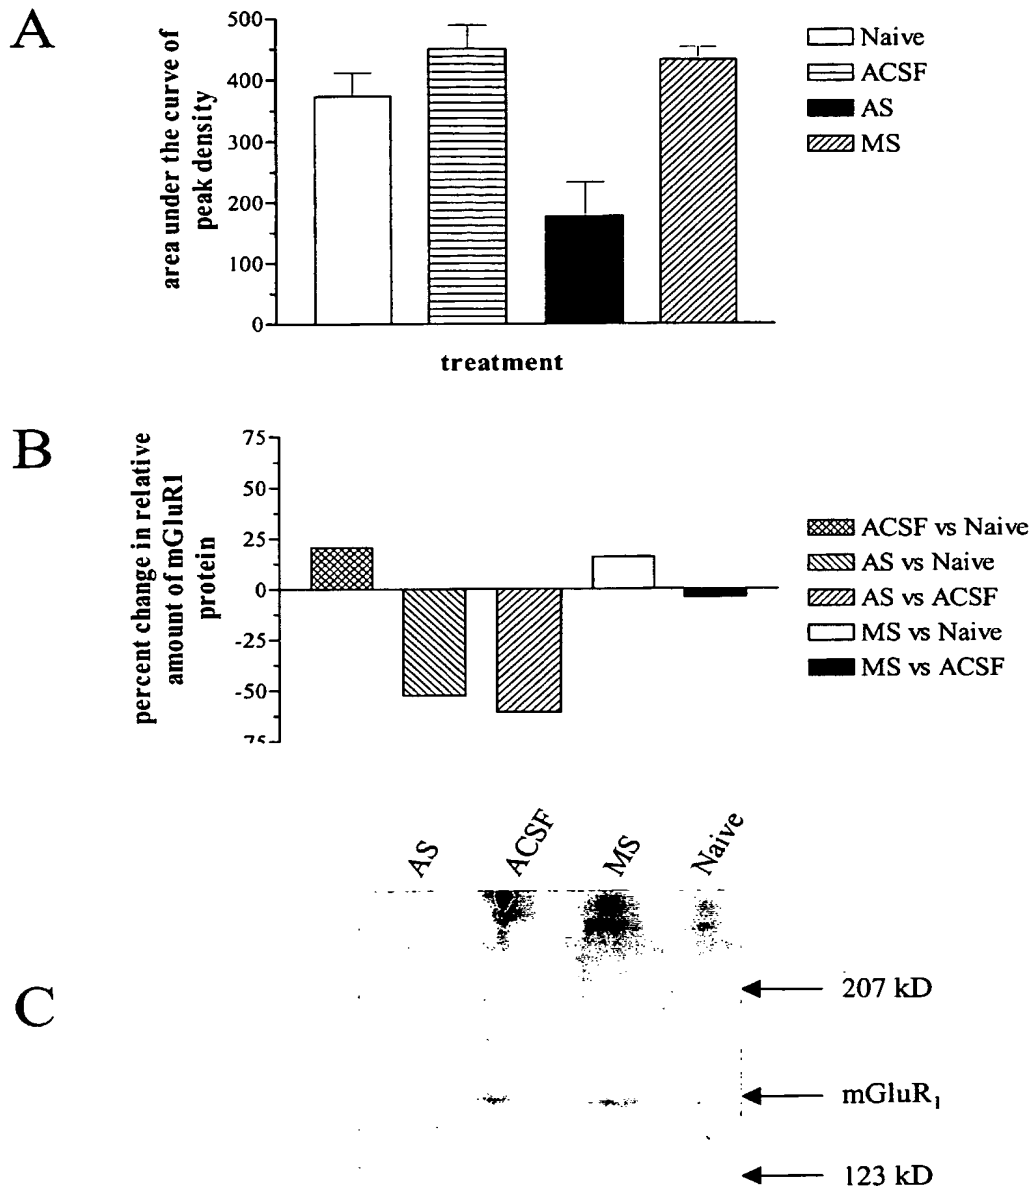 A
area under the curve of
peak density
500
400
300
200
100
0
treatment
Naive
ACSF
AS
MS
B
percent change in relative
amount of mGluR1
protein
75
50
25
0
-25
-50
75
ACSF vs Naive
AS vs Naive
AS vs ACSF
MS vs Naive
MS vs ACSF
C
AS
ACSF
MS
Naive
207 kD
mGluR1
123 kD